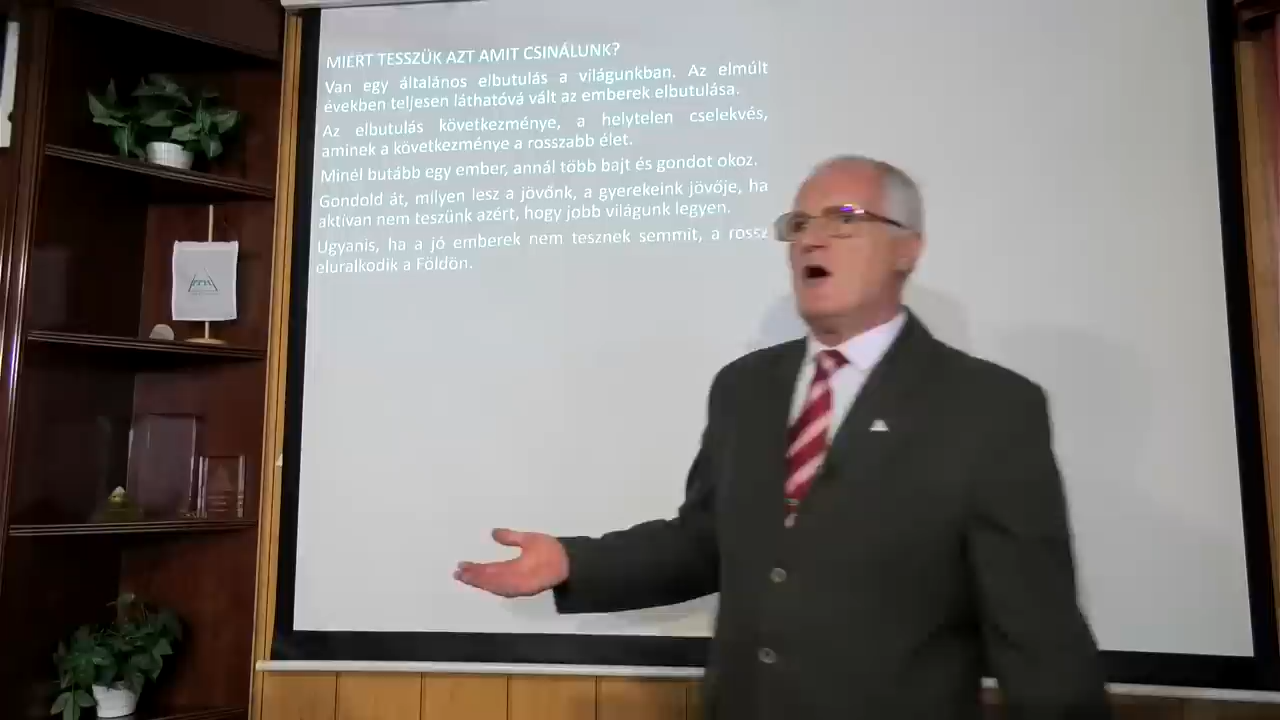 MIÉRT TESSZÜK AZT AMIT CSINÁLUNK?
Van egy általános elbutulás a világunkban. Az elmúlt
években teljesen láthatóvá vált az emberek elbutulása.
Az elbutulás következménye, a helytelen cselekvés,
aminek a következménye a rosszabb élet.
Minél butább egy ember, annál több bajt és gondot okoz.
Gondold át, milyen lesz a jövőnk, a gyerekeink jövője, ha
aktívan nem teszünk azért, hogy jobb világunk legyen.
Ugyanis, ha a jó emberek nem tesznek semmit, a rossz
eluralkodik a Földön.